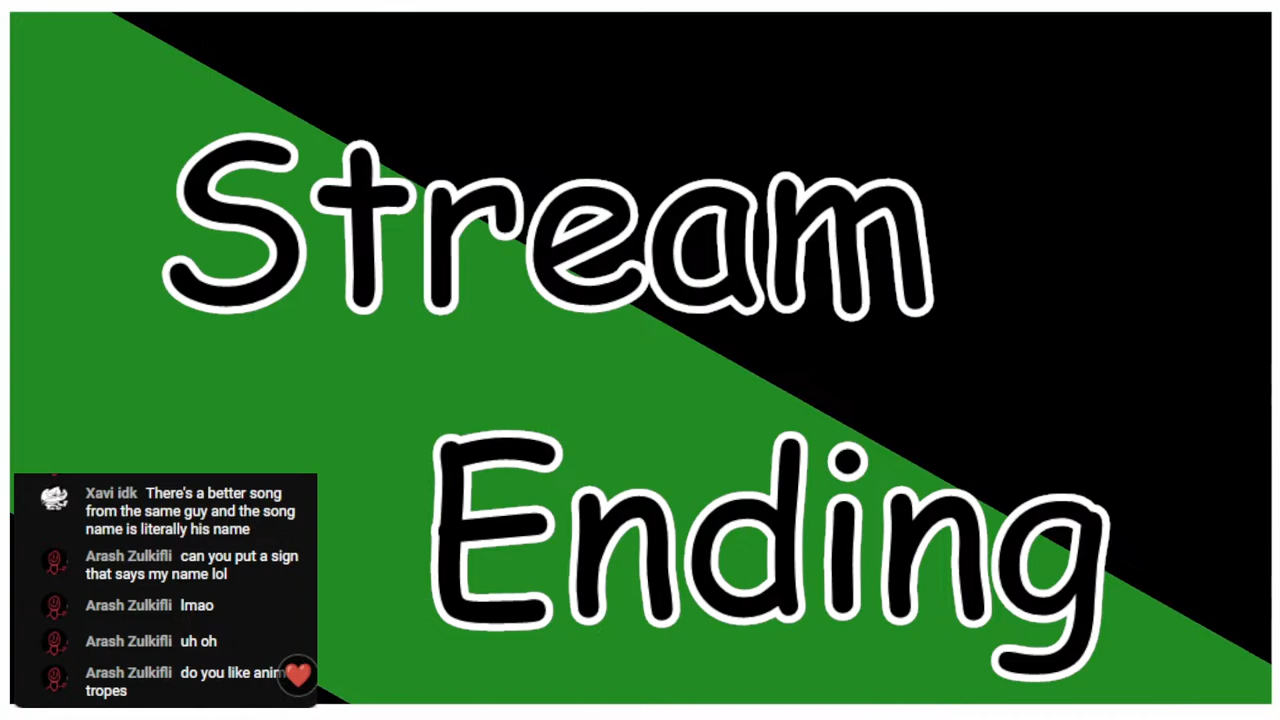 Stream
Ending
Xavi idk There's a better song
from the same guy and the song
name is literally his name
Arash Zulkifli can you put a sign
that says my name lol
Arash Zulkifli lmao
Arash Zulkifli uh oh
Arash Zulkifli do you like anim
tropes